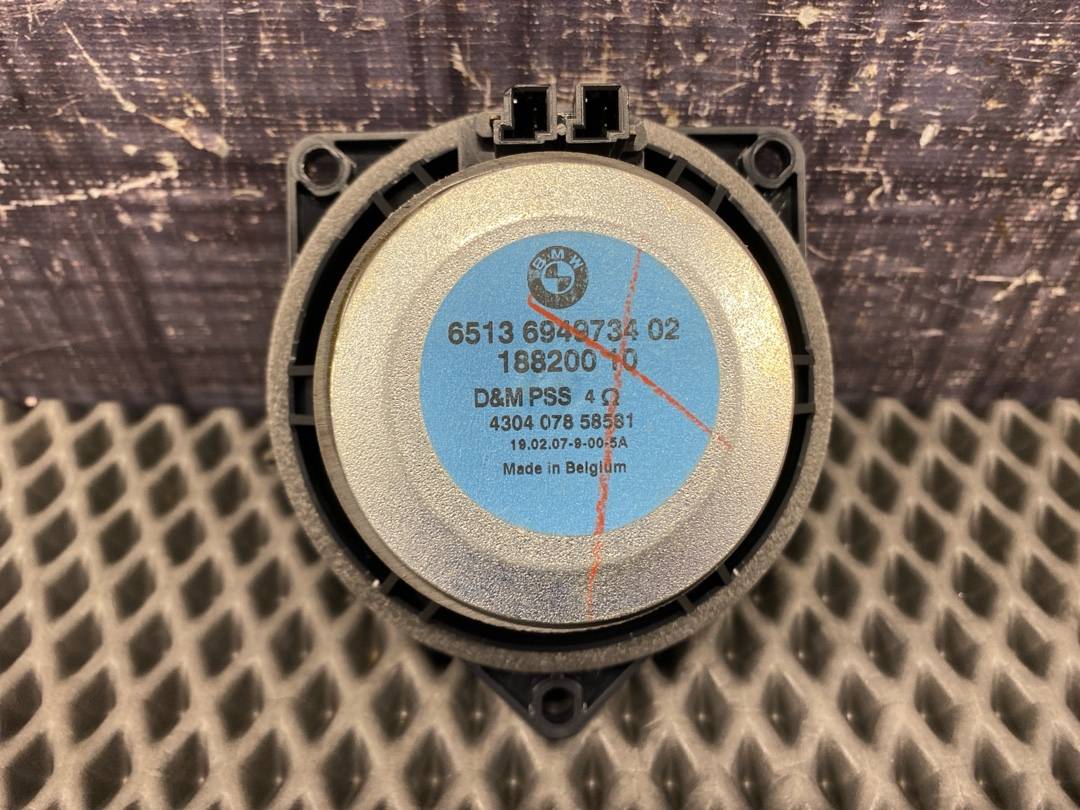 BMW
6513 6949734 02
188200 10
D&M PSS 4 Ω
4304 078 58581
19.02.07-9-00-5A
Made in Belgium